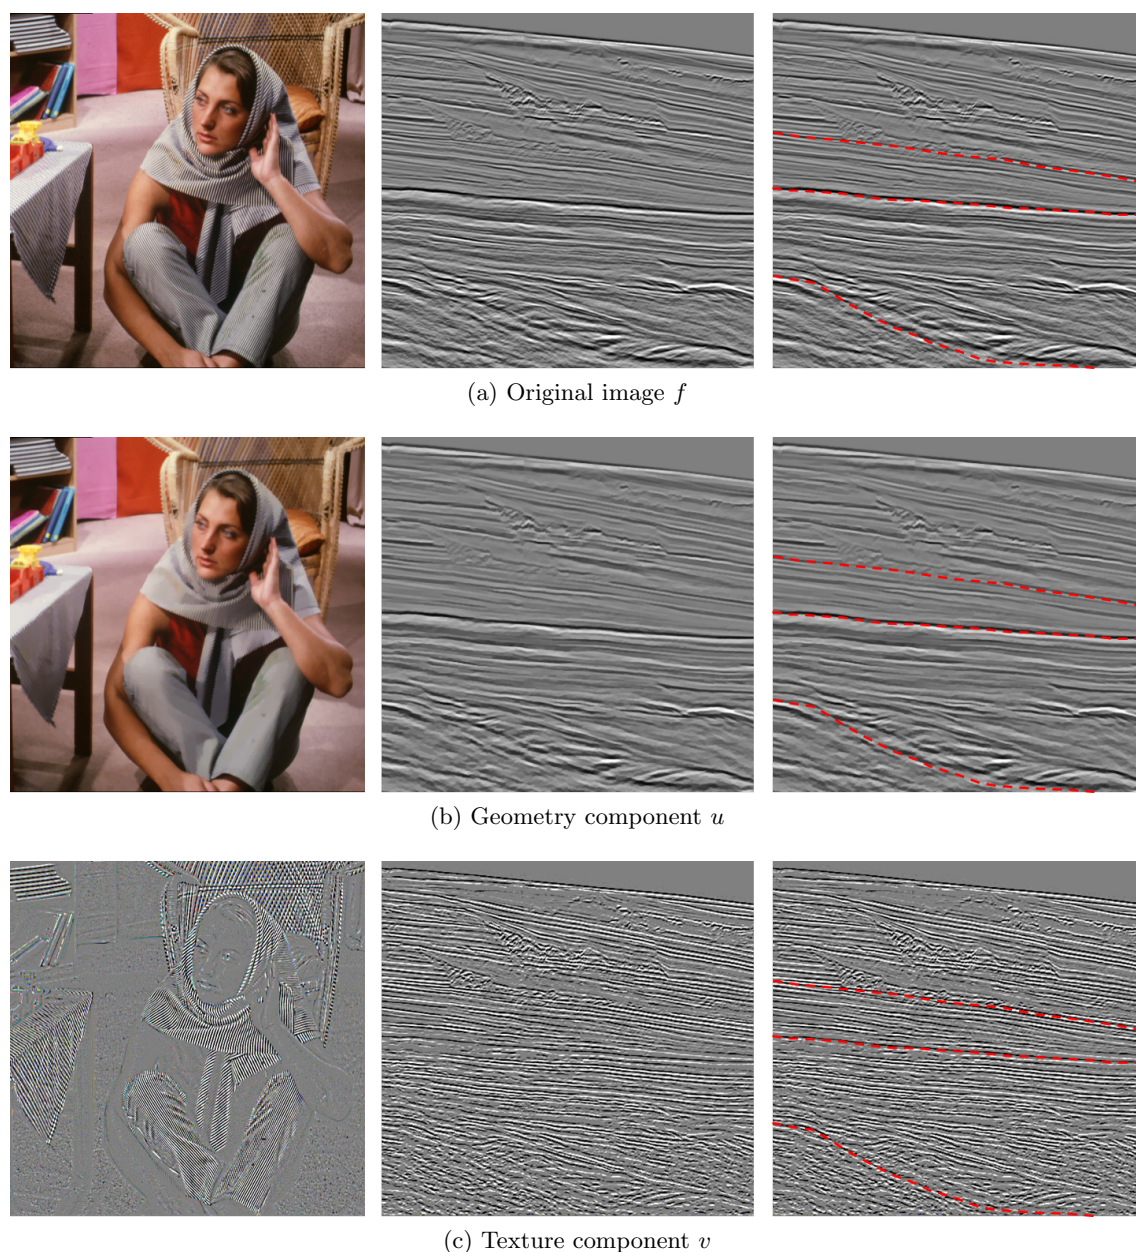 (a) Original image f
(b) Geometry component u
(c) Texture component v